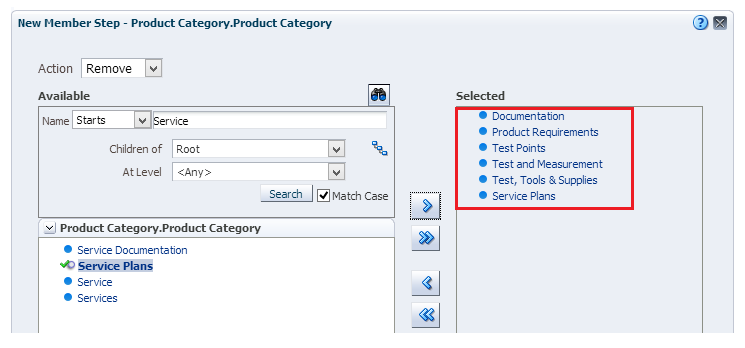 New Member Step - Product Category.Product Category
Action Remove
Available
Name Starts Service
Children of Root
At Level <Any>
Search Match Case
Product Category.Product Category
Service Documentation
Service Plans
Service
Services
Selected
Documentation
Product Requirements
Test Points
Test and Measurement
Test, Tools & Supplies
Service Plans